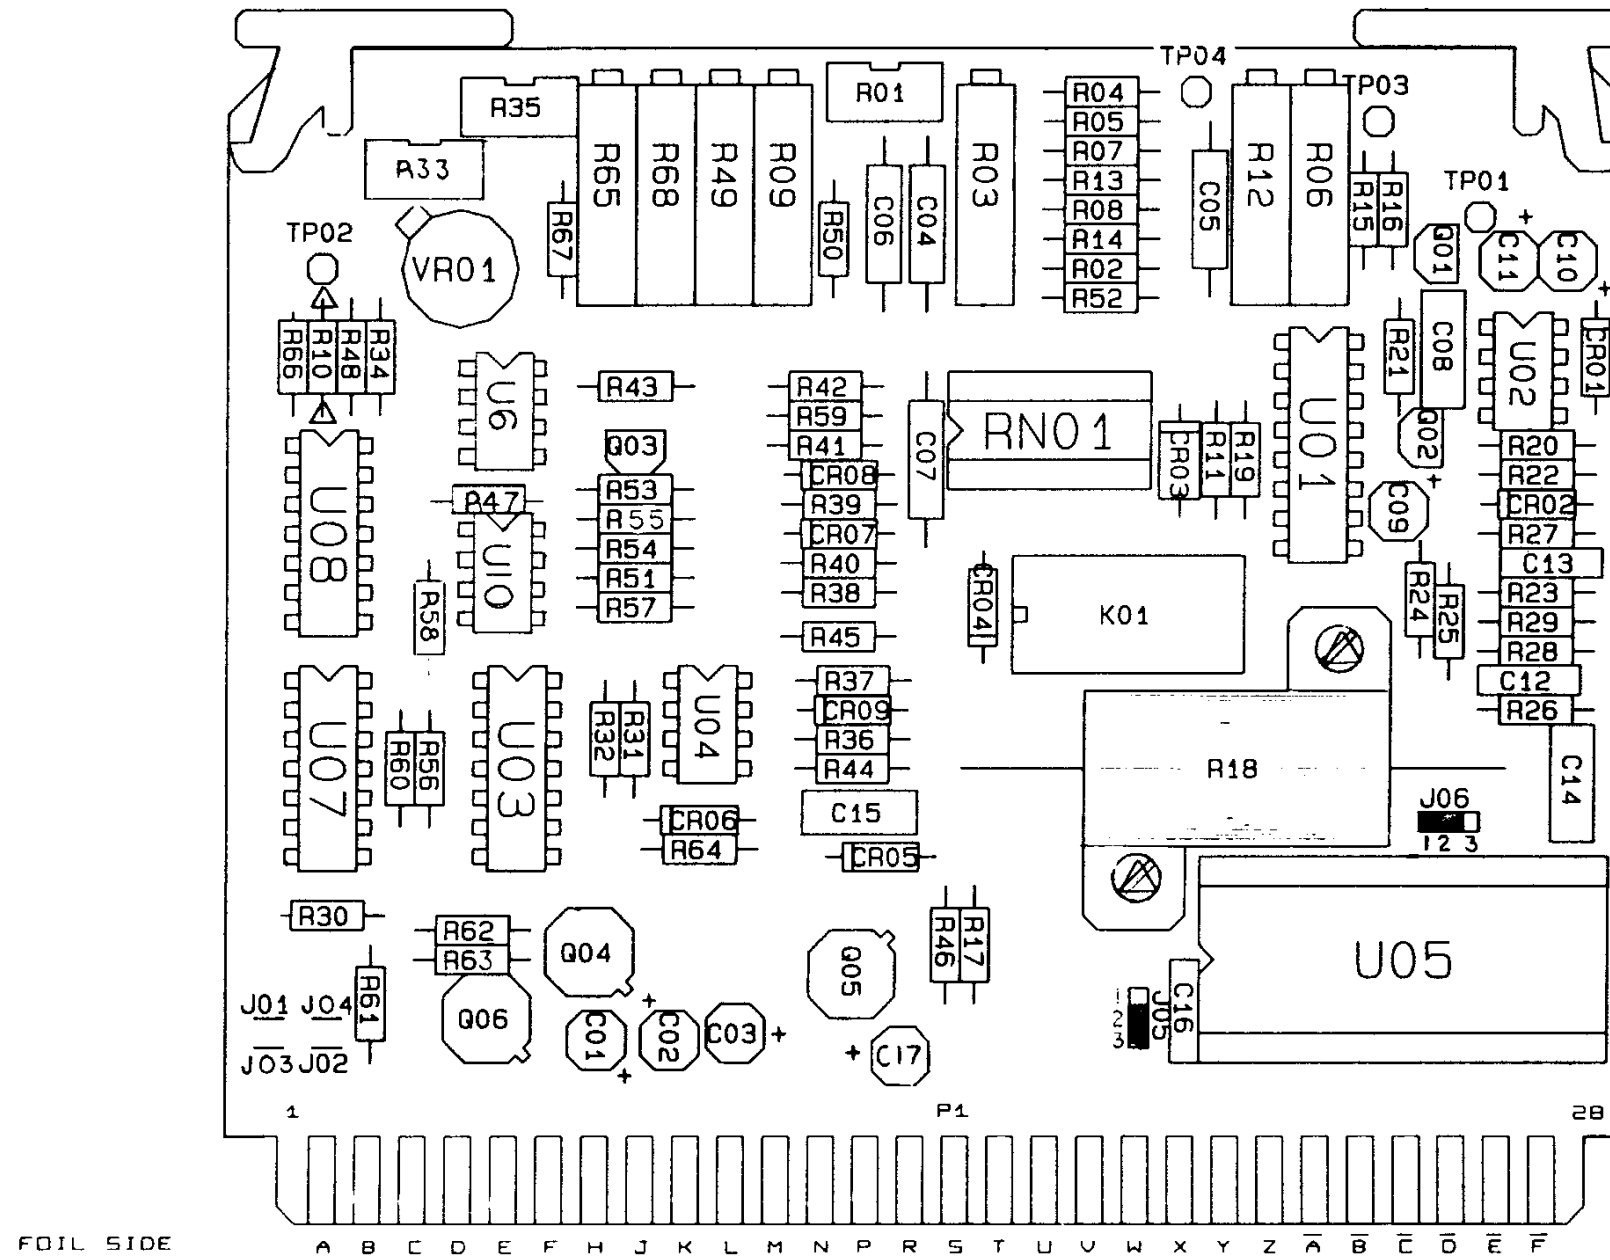 TP04
R35
R01
TP03
R33
R65
R68
R49
R09
R03
R04
R05
R07
R13
R08
R14
R02
R52
R12
R06
TP01
R15
R16
+
TP02
VR01
R67
R50
C06
C04
C05
Q01
C11
C10
+
R66
R10
R48
R34
U6
R43
R42
R59
R41
CR08
R39
CR07
R40
R38
R45
C07
RN01
CR03
R11
R19
U01
R21
C08
U02
CR01
Q03
Q02
+
R20
R22
CR02
R27
C13
R23
R29
R28
C12
R26
R47
R53
R55
R54
R51
R57
U08
U10
R58
CR04
K01
C09
R24
R25
U07
R60
R56
U03
R32
R31
U04
R37
CR09
R36
R44
R18
C14
CR06
R64
C15
CR05
J06
1 2 3
R30
R62
R63
Q04
Q05
R46
R17
U05
J01 J04
R61
J03 J02
Q06
+
C01
+
C02
C03 +
+ C17
1
2
3
J05
C16
1
P1
28
FOIL SIDE
A B C D E F H J K L M N P R S T U V W X Y Z A̅ B̅ C̅ D̅ E̅ F̅